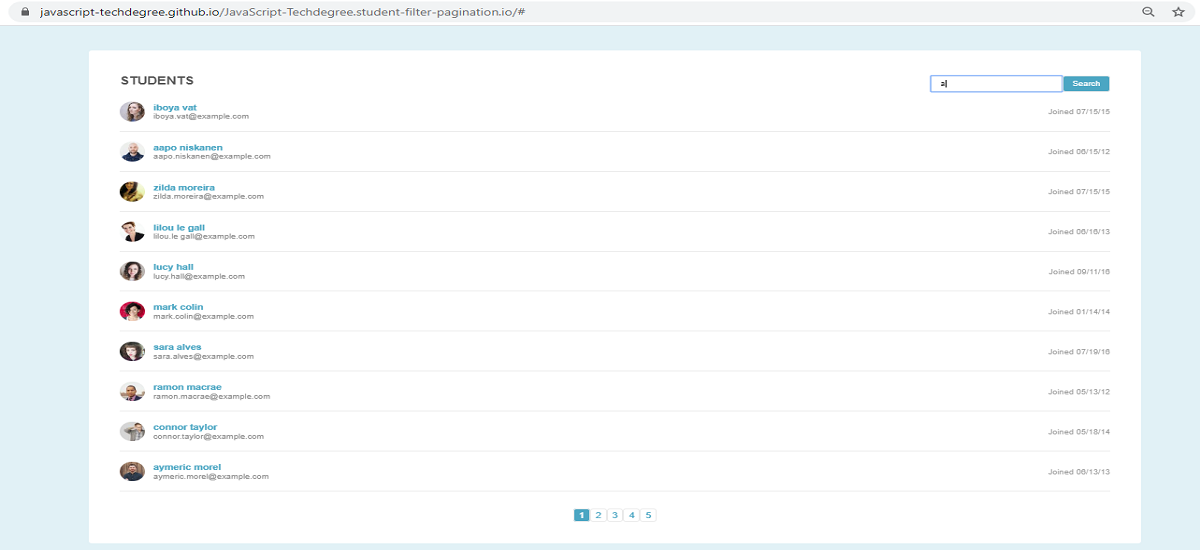 javascript-techdegree.github.io/JavaScript-Techdegree.student-filter-pagination.io/#
STUDENTS
a
Search
iboya vat
iboya.vat@example.com
Joined 07/15/15
aapo niskanen
aapo.niskanen@example.com
Joined 06/15/12
zilda moreira
zilda.moreira@example.com
Joined 07/15/15
lilou le gall
lilou.le gall@example.com
Joined 06/16/13
lucy hall
lucy.hall@example.com
Joined 09/11/16
mark colin
mark.colin@example.com
Joined 01/14/14
sara alves
sara.alves@example.com
Joined 07/19/16
ramon macrae
ramon.macrae@example.com
Joined 05/13/12
connor taylor
connor.taylor@example.com
Joined 05/18/14
aymeric morel
aymeric.morel@example.com
Joined 06/13/13
1 2 3 4 5